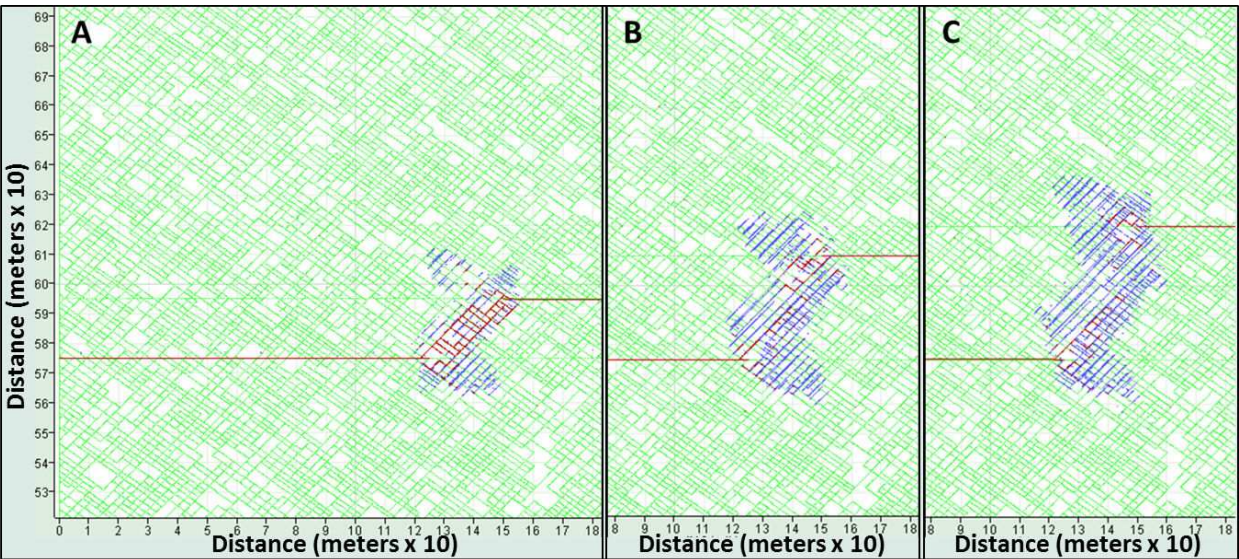 A
B
C
Distance (meters x 10)
69
68
67
66
65
64
63
62
61
60
59
58
57
56
55
54
53
0 1 2 3 4 5 6 7 8 9 10 11 12 13 14 15 16 17 18
8 9 10 11 12 13 14 15 16 17 18
8 9 10 11 12 13 14 15 16 17 18
Distance (meters x 10)
Distance (meters x 10)
Distance (meters x 10)